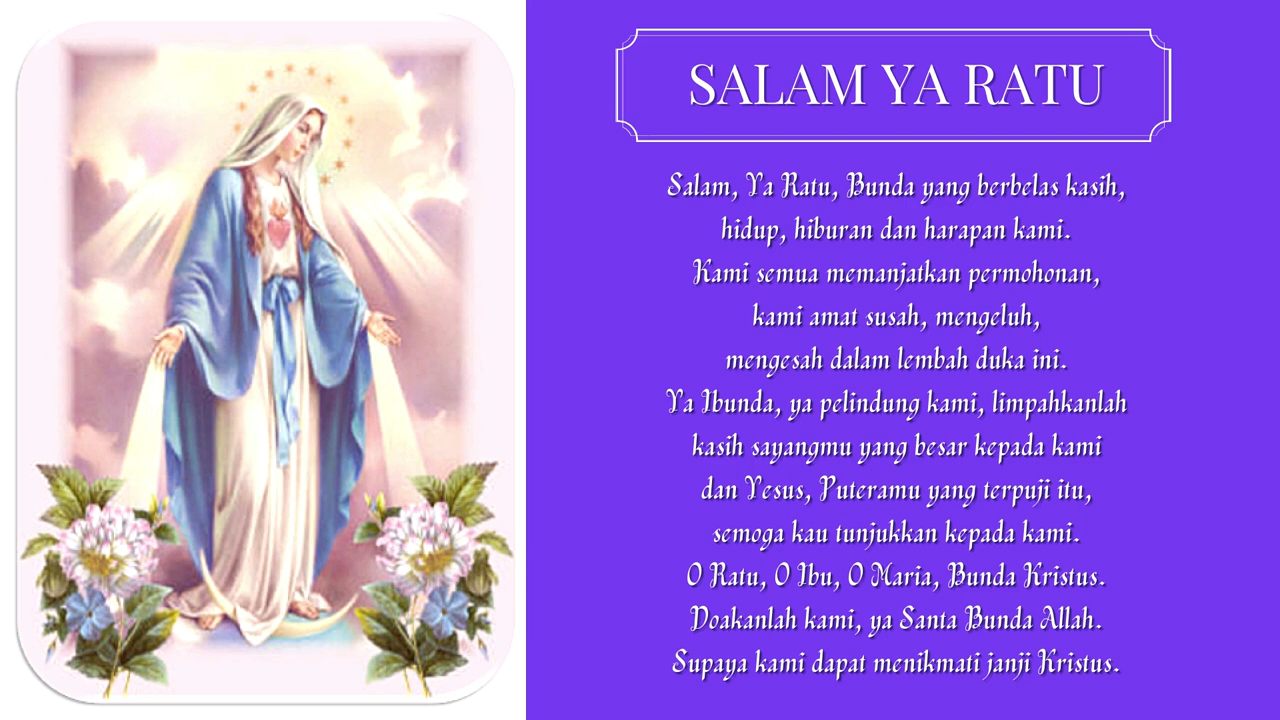 SALAM YA RATU
Salam, Ya Ratu, Bunda yang berbelas kasih,
hidup, hiburan dan harapan kami.
Kami semua memanjatkan permohonan,
kami amat susah, mengeluh,
mengesah dalam lembah duka ini.
Ya Ibunda, ya pelindung kami, limpahkanlah
kasih sayangmu yang besar kepada kami
dan Yesus, Puteramu yang terpuji itu,
semoga kau tunjukkan kepada kami.
O Ratu, O Ibu, O Maria, Bunda Kristus.
Doakanlah kami, ya Santa Bunda Allah.
Supaya kami dapat menikmati janji Kristus.